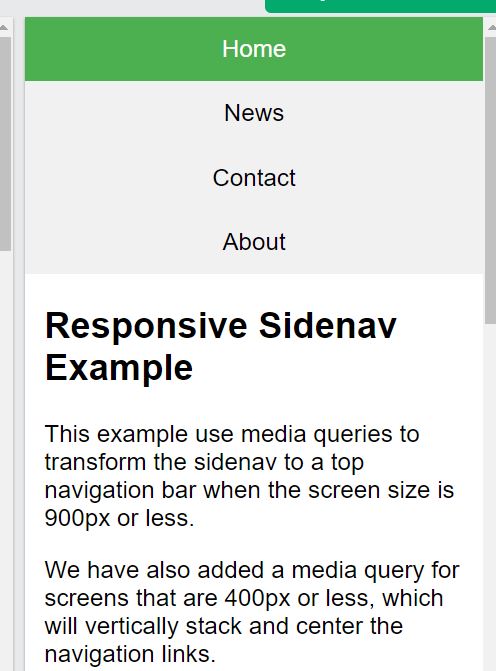 Home
News
Contact
About
Responsive Sidenav
Example
This example use media queries to
transform the sidenav to a top
navigation bar when the screen size is
900px or less.
We have also added a media query for
screens that are 400px or less, which
will vertically stack and center the
navigation links.